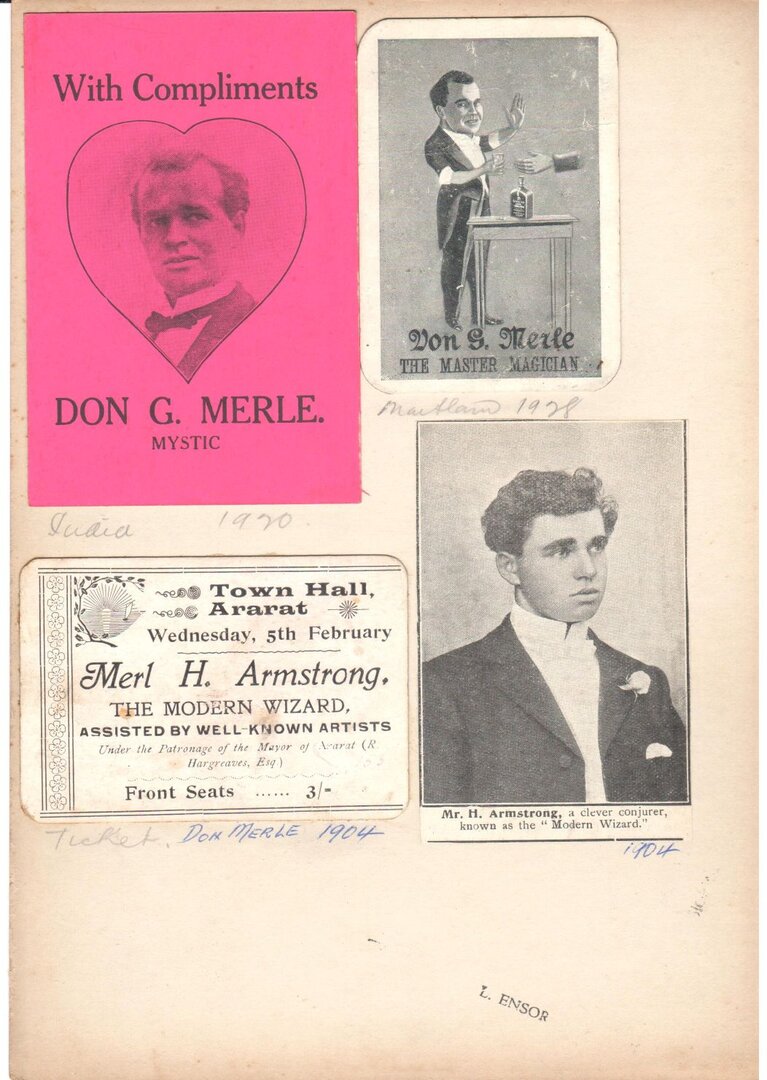 With Compliments
DON G. MERLE.
MYSTIC
India 1920.
Don G. Merle
THE MASTER MAGICIAN
Maitland 1928
Town Hall,
Ararat
Wednesday, 5th February
Merl H. Armstrong,
THE MODERN WIZARD,
ASSISTED BY WELL-KNOWN ARTISTS
Under the Patronage of the Mayor of Ararat (R
Hargreaves, Esq.)
Front Seats ...... 3/-
Ticket. DON MERLE 1904
Mr. H. Armstrong, a clever conjurer,
known as the "Modern Wizard."
1904
L. ENSOR